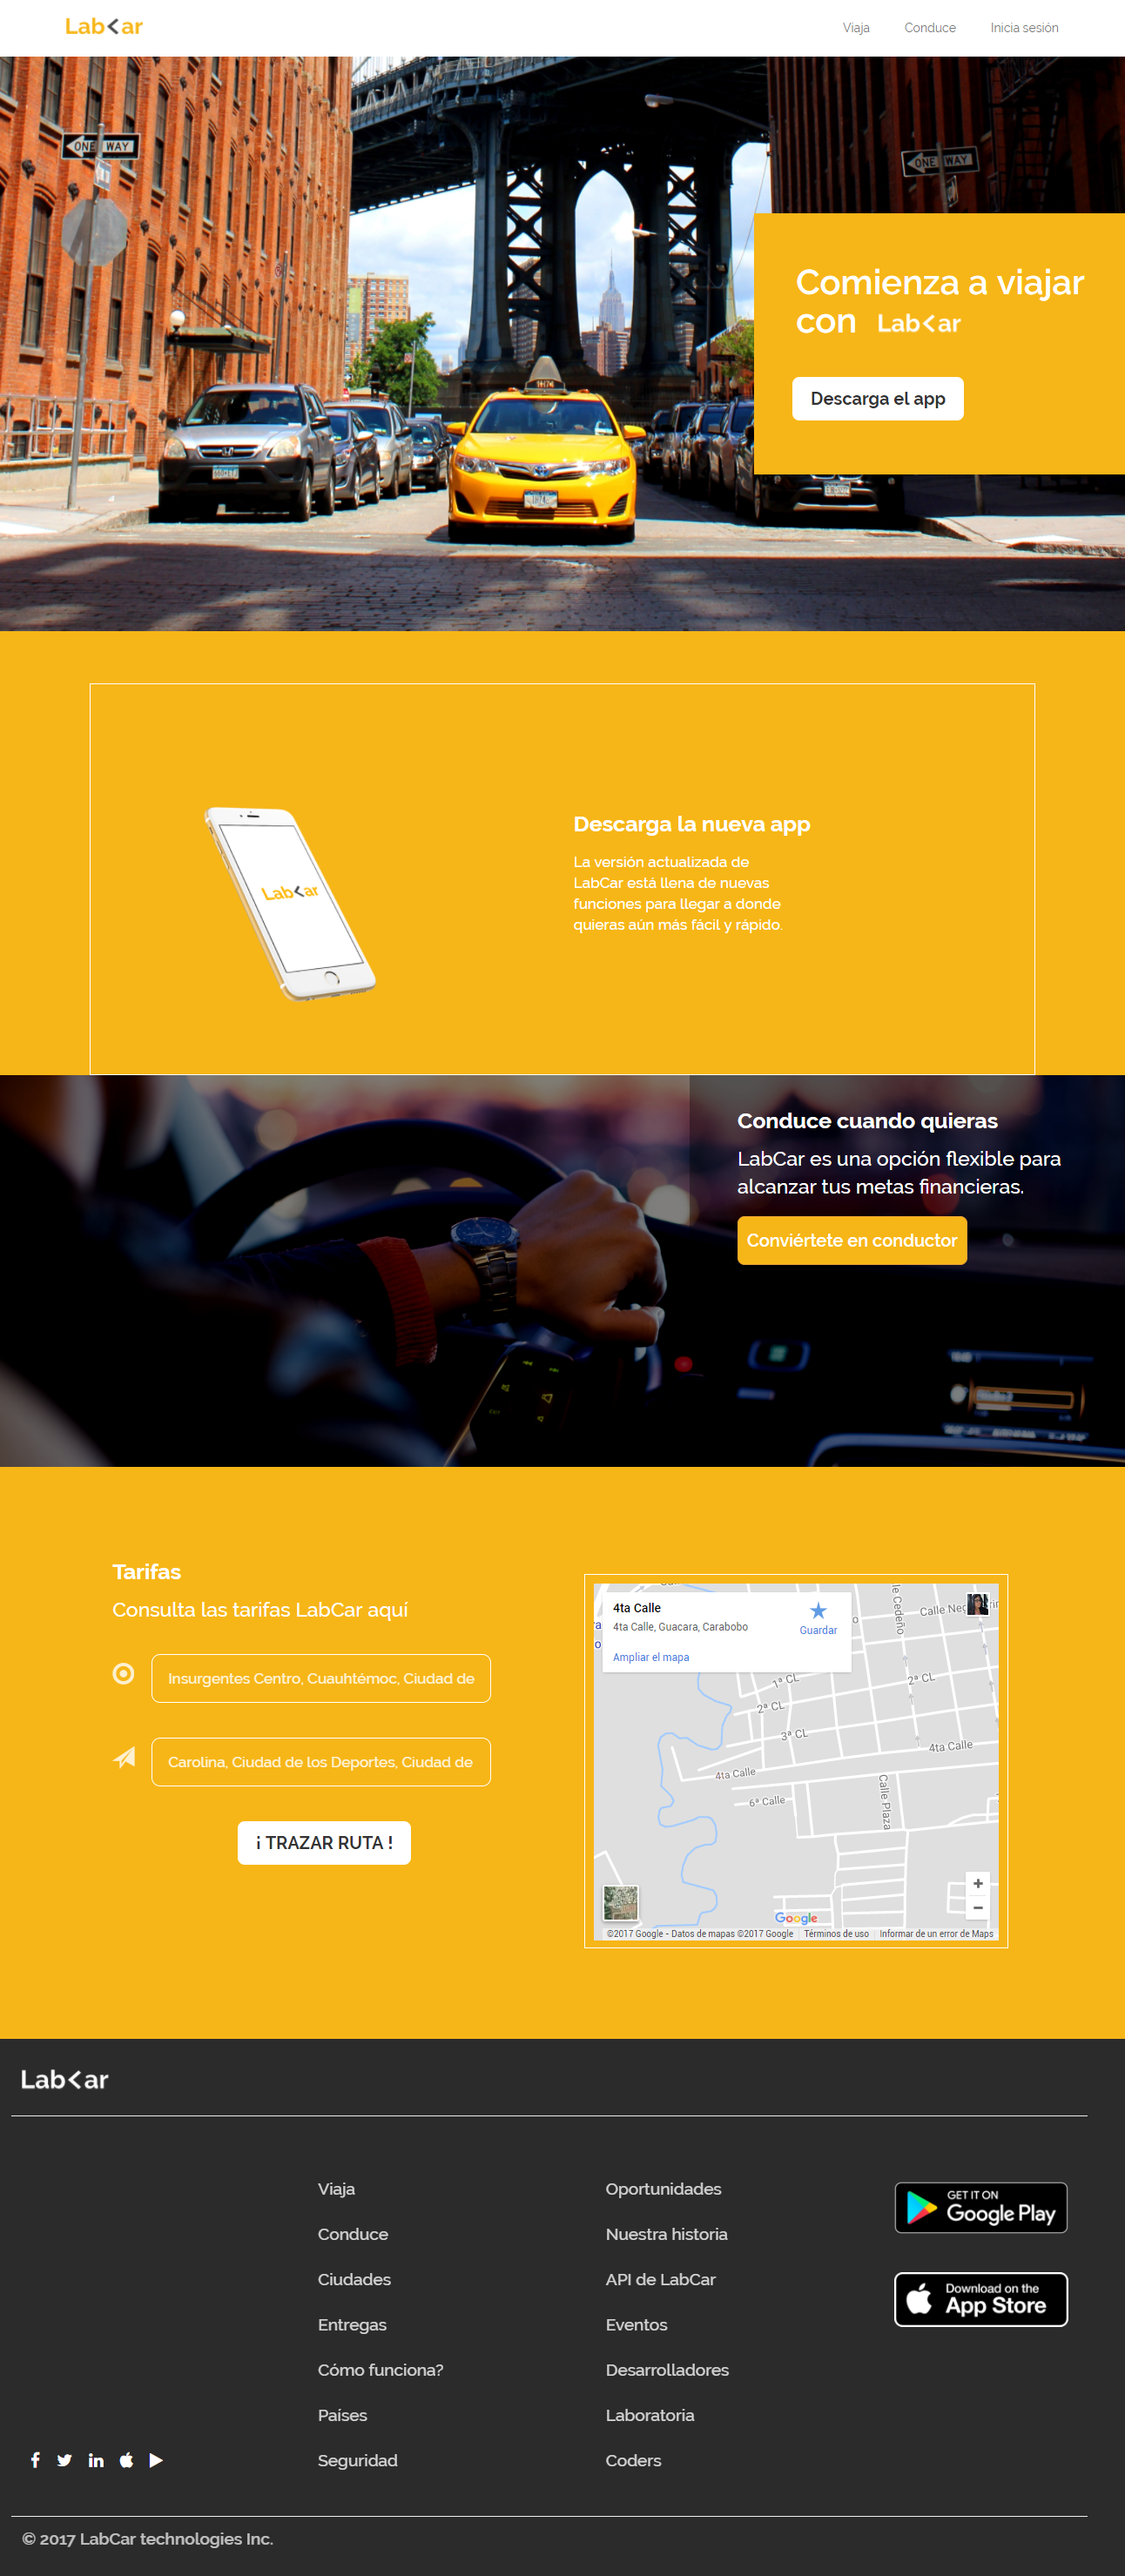 Lab<ar
Viaja
Conduce
Inicia sesión
ONE WAY
ONE WAY
Comienza a viajar
con Lab<ar
Descarga el app
Lab<ar
Descarga la nueva app
La versión actualizada de
LabCar está llena de nuevas
funciones para llegar a donde
quieras aún más fácil y rápido.
Conduce cuando quieras
LabCar es una opción flexible para
alcanzar tus metas financieras.
Conviértete en conductor
Tarifas
Consulta las tarifas LabCar aquí
Insurgentes Centro, Cuauhtémoc, Ciudad de
Carolina, Ciudad de los Deportes, Ciudad de
¡ TRAZAR RUTA !
4ta Calle
4ta Calle, Guacara, Carabobo
Guardar
Ampliar el mapa
le Cedeño
Calle Neg
1ª CL
2ª CL
2ª CL
3ª CL
4ta Calle
4ta Calle
6ª Calle
Calle Plaza
+
−
Google
©2017 Google - Datos de mapas ©2017 Google
Términos de uso
Informar de un error de Maps
Lab<ar
Viaja
Conduce
Ciudades
Entregas
Cómo funciona?
Países
Seguridad
Oportunidades
Nuestra historia
API de LabCar
Eventos
Desarrolladores
Laboratoria
Coders
GET IT ON
Google Play
Download on the
App Store
© 2017 LabCar technologies Inc.